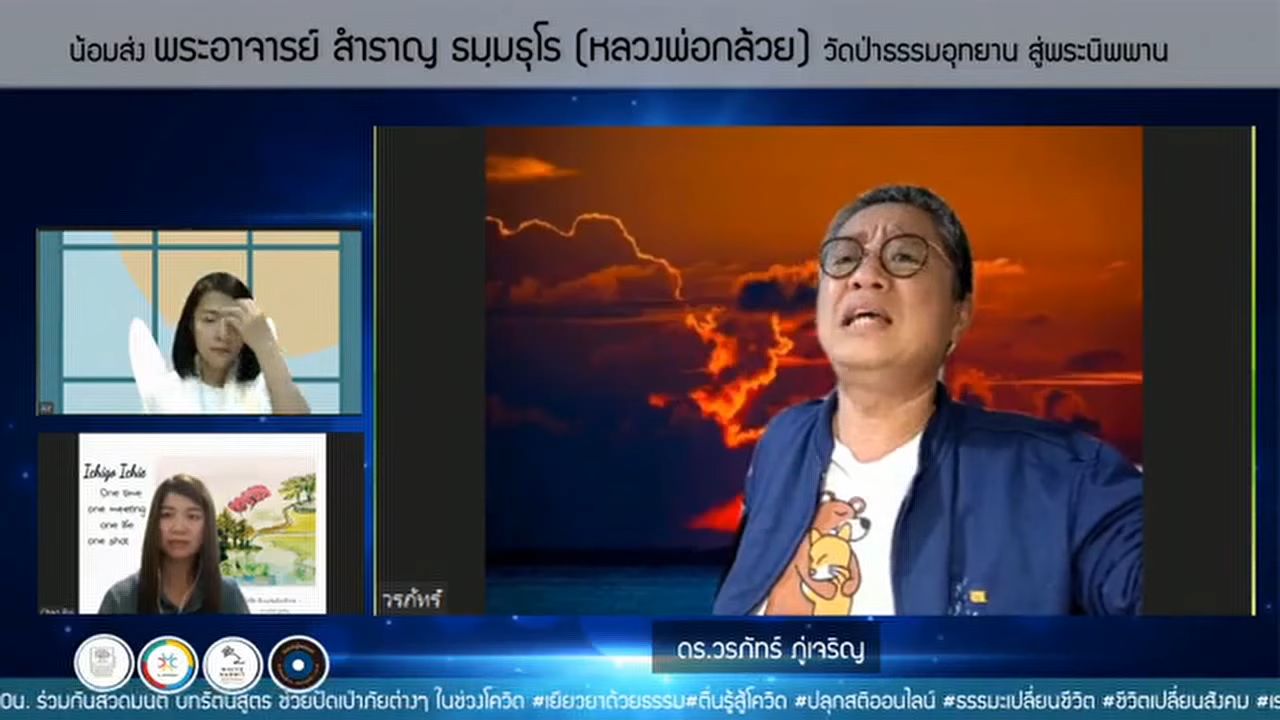 น้อมส่ง พระอาจารย์ สำราญ ธมฺมธุโร (หลวงพ่อกล้วย) วัดป่าธรรมอุทยาน สู่พระนิพพาน
Ichigo Ichie
One time
one meeting
one life
one shot
วรภัทร์
ดร.วรภัทร์ ภู่เจริญ
0น. ร่วมกันสวดมนต์ บทรัตนสูตร ช่วยปัดเป่าภัยต่างๆ ในช่วงโควิด #เยียวยาด้วยธรรม#ตื่นรู้สู้โควิด #ปลุกสติออนไลน์ #ธรรมะเปลี่ยนชีวิต #ชีวิตเปลี่ยนสังคม